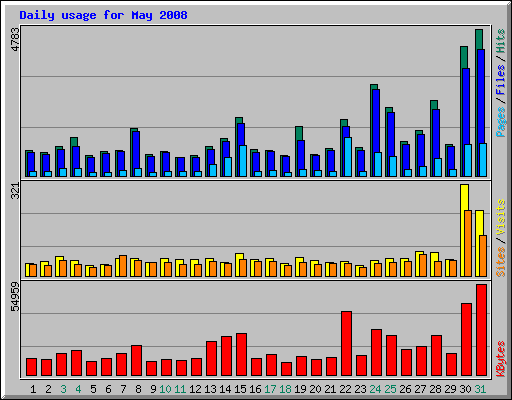 Daily usage for May 2008
4783
Pages / Files / Hits
321
Sites / Visits
54959
KBytes
1 2 3 4 5 6 7 8 9 10 11 12 13 14 15 16 17 18 19 20 21 22 23 24 25 26 27 28 29 30 31